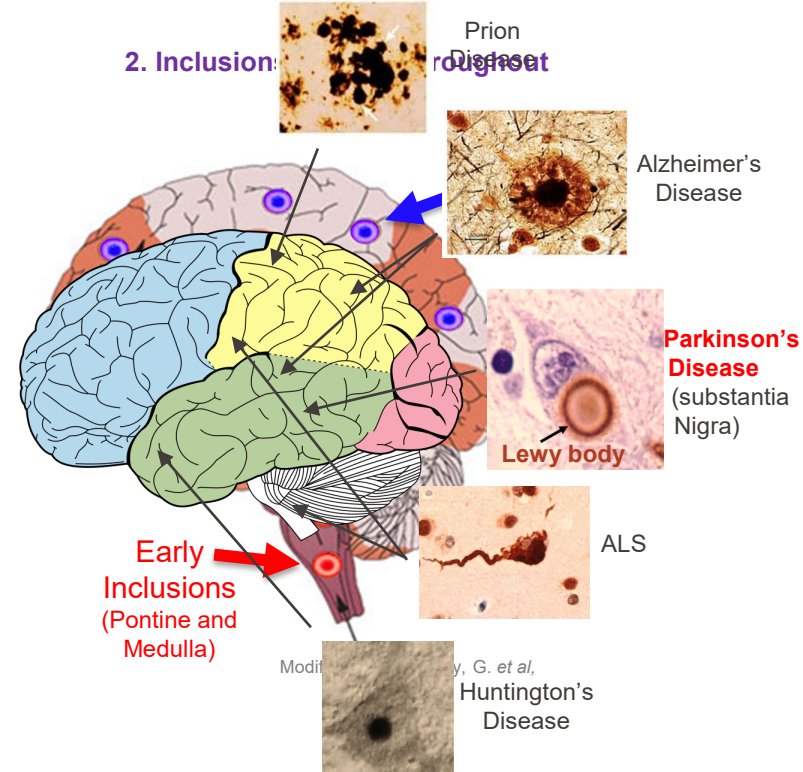 Prion
Disease
2. Inclusions roughout
Alzheimer’s
Disease
Parkinson’s
Disease
(substantia
Nigra)
Lewy body
ALS
Early
Inclusions
(Pontine and
Medulla)
Modif y, G. et al,
Huntington’s
Disease